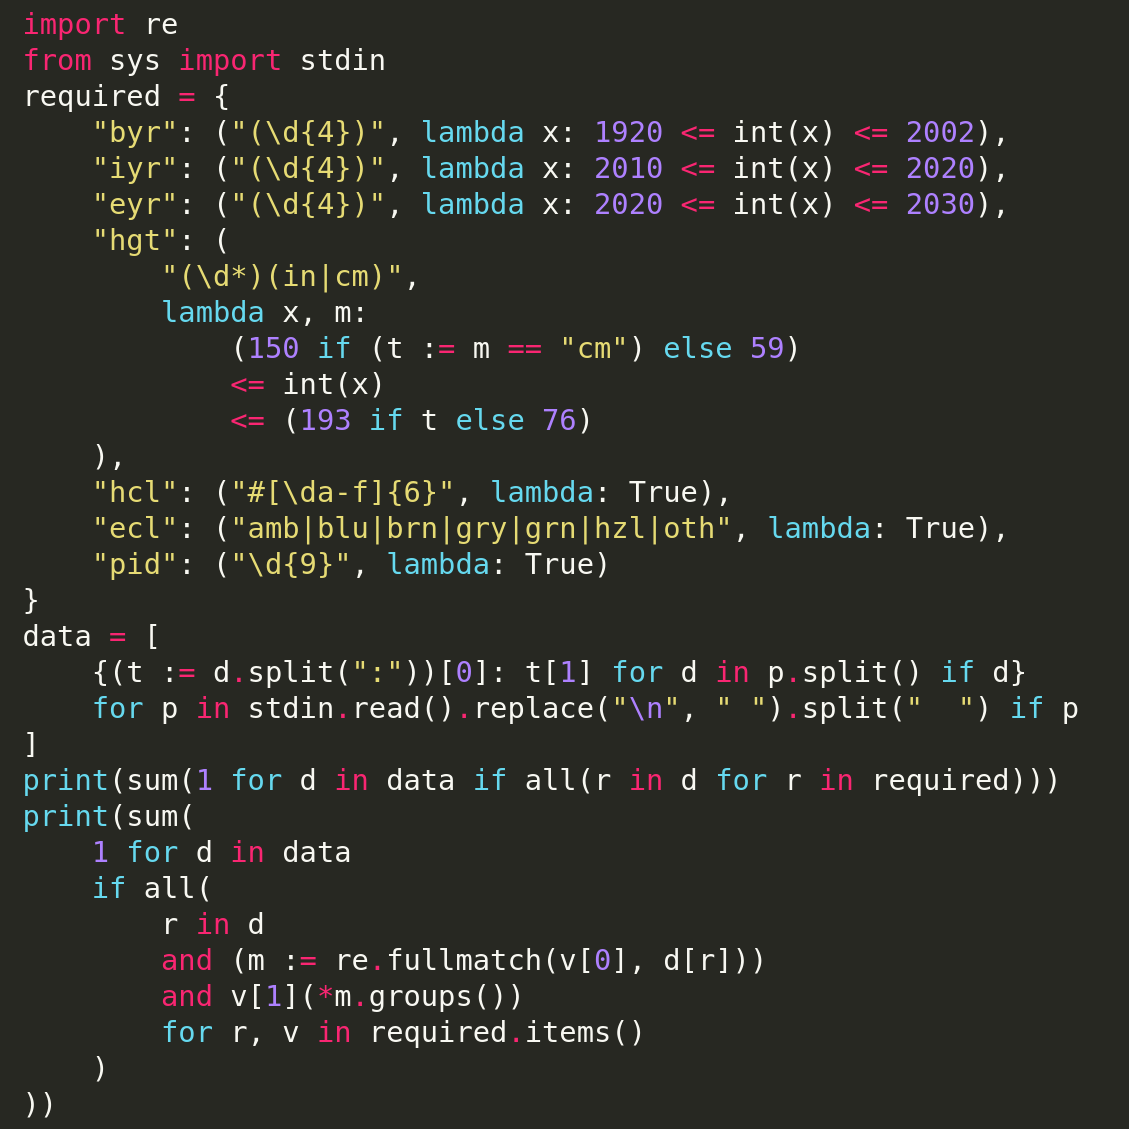 import re
from sys import stdin
required = {
    "byr": ("(\d{4})", lambda x: 1920 <= int(x) <= 2002),
    "iyr": ("(\d{4})", lambda x: 2010 <= int(x) <= 2020),
    "eyr": ("(\d{4})", lambda x: 2020 <= int(x) <= 2030),
    "hgt": (
        "(\d*)(in|cm)",
        lambda x, m:
            (150 if (t := m == "cm") else 59)
            <= int(x)
            <= (193 if t else 76)
    ),
    "hcl": ("#[\da-f]{6}", lambda: True),
    "ecl": ("amb|blu|brn|gry|grn|hzl|oth", lambda: True),
    "pid": ("\d{9}", lambda: True)
}
data = [
    {(t := d.split(":"))[0]: t[1] for d in p.split() if d}
    for p in stdin.read().replace("\n", " ").split("  ") if p
]
print(sum(1 for d in data if all(r in d for r in required)))
print(sum(
    1 for d in data
    if all(
        r in d
        and (m := re.fullmatch(v[0], d[r]))
        and v[1](*m.groups())
        for r, v in required.items()
    )
))